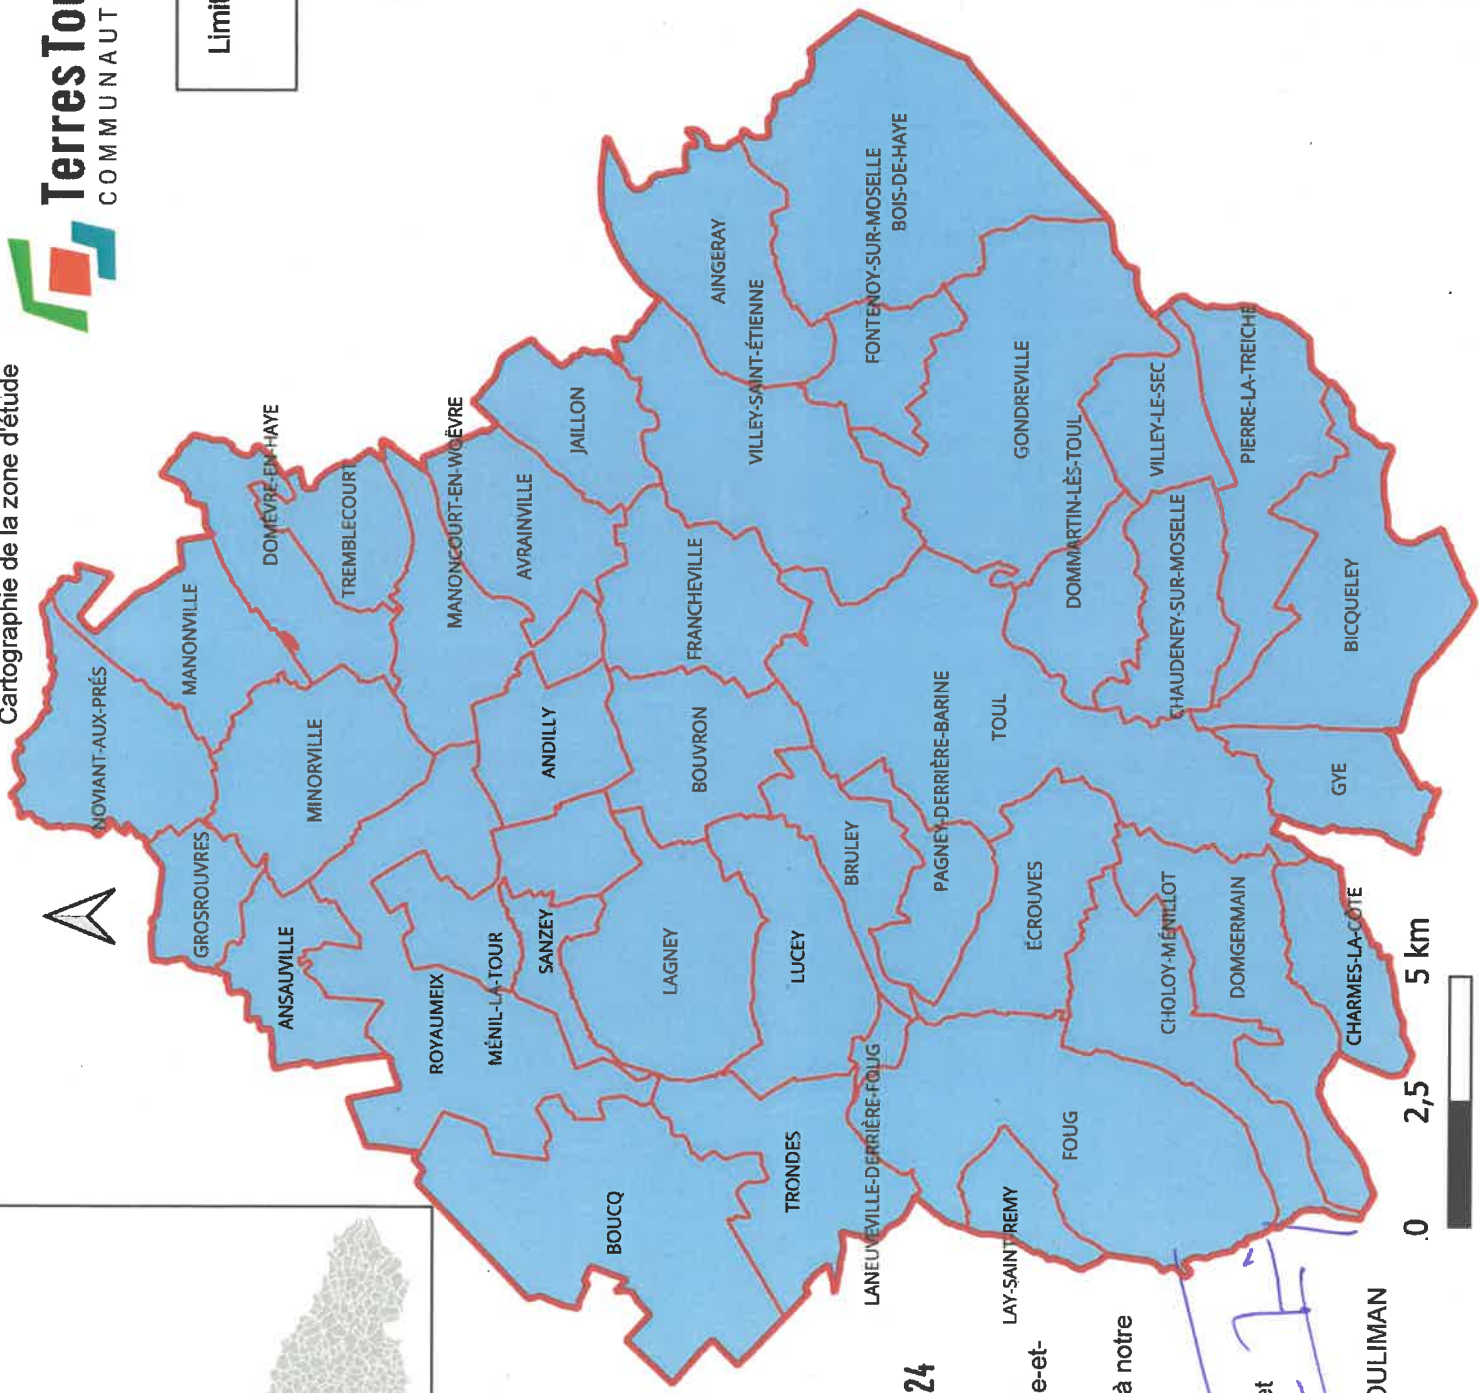 Cartographie de la zone d'étude
Terres Tou
COMMUNAUT
Limit
NOVIANT-AUX-PRÉS
MANONVILLE
DOMÈVRE-EN-HAYE
TREMBLECOURT
GROSROUVRES
MINORVILLE
ANSAUVILLE
MANONCOURT-EN-WOËVRE
JAILLON
AVRAINVILLE
ROYAUMEIX
MÉNIL-LA-TOUR
SANZEY
ANDILLY
AINGERAY
VILLEY-SAINT-ÉTIENNE
FRANCHEVILLE
BOUVRON
LAGNEY
BOUCQ
LUCEY
TRONDES
BRULEY
FONTENOY-SUR-MOSELLE
BOIS-DE-HAYE
LANEUVEVILLE-DERRIÈRE-FOUG
PAGNEY-DERRIÈRE-BARINE
TOUL
GONDREVILLE
DOMMARTIN-LÈS-TOUL
ÉCROUVES
LAY-SAINT-REMY
FOUG
VILLEY-LE-SEC
CHAUDENEY-SUR-MOSELLE
PIERRE-LA-TREICHE
CHOLOY-MÉNILLOT
DOMGERMAIN
BICQUELEY
GYE
CHARMES-LA-CÔTE
0 2,5 5 km
24
e-et-
à notre
et
OULIMAN